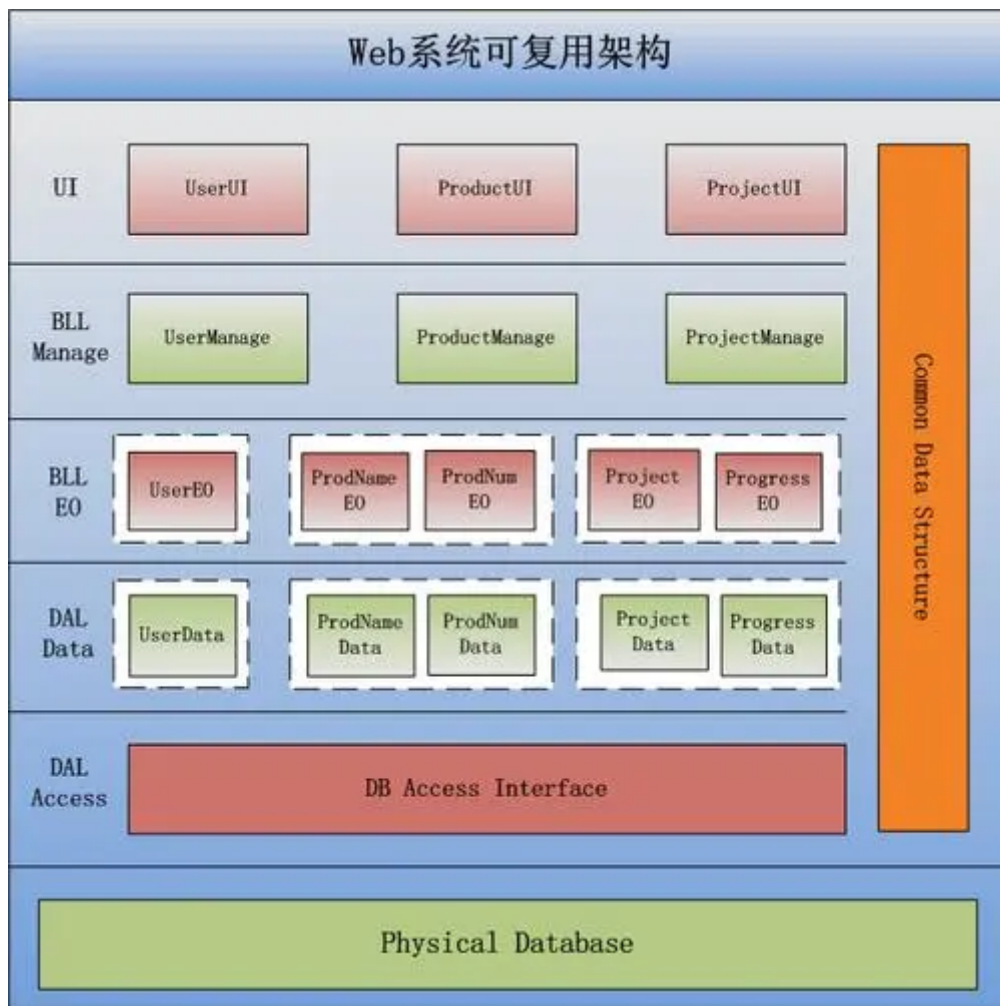 Web系统可复用架构
UI
UserUI
ProductUI
ProjectUI
BLL
Manage
UserManage
ProductManage
ProjectManage
BLL
EO
UserEO
ProdName
EO
ProdNum
EO
Project
EO
Progress
EO
DAL
Data
UserData
ProdName
Data
ProdNum
Data
Project
Data
Progress
Data
DAL
Access
DB Access Interface
Common Data Structure
Physical Database